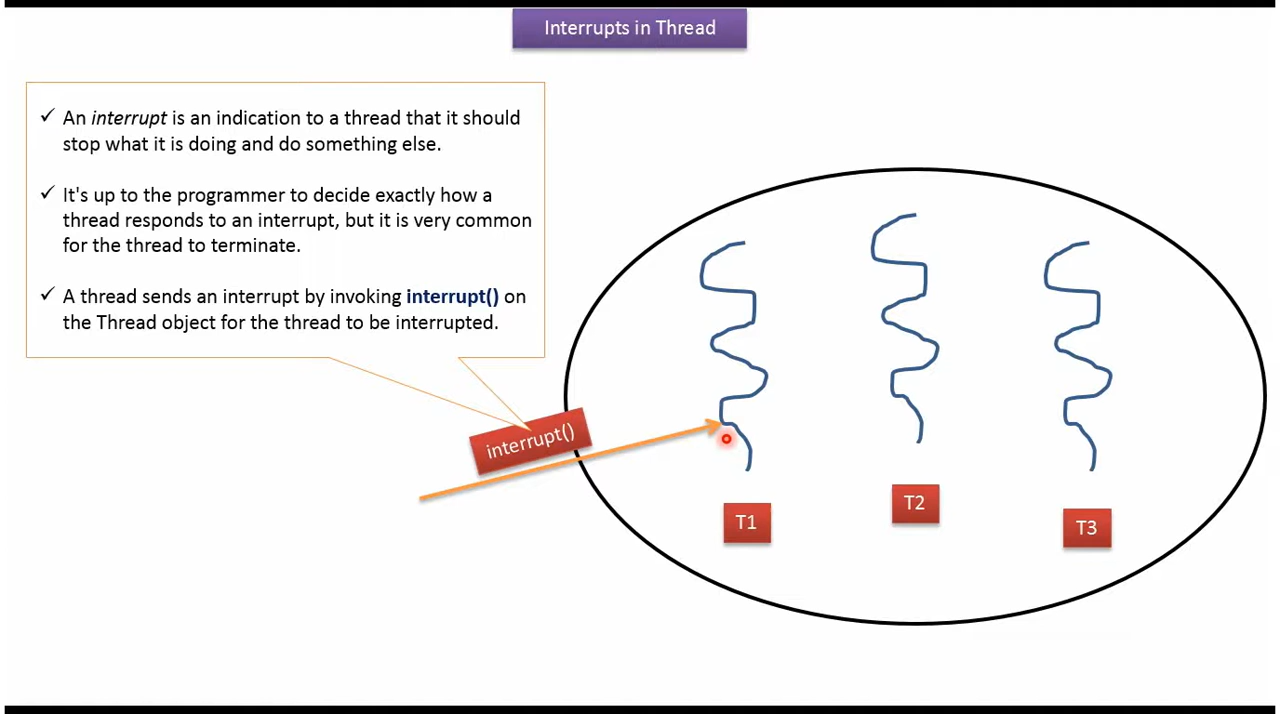 Interrupts in Thread
✓ An interrupt is an indication to a thread that it should
stop what it is doing and do something else.
✓ It's up to the programmer to decide exactly how a
thread responds to an interrupt, but it is very common
for the thread to terminate.
✓ A thread sends an interrupt by invoking interrupt() on
the Thread object for the thread to be interrupted.
interrupt()
T1
T2
T3